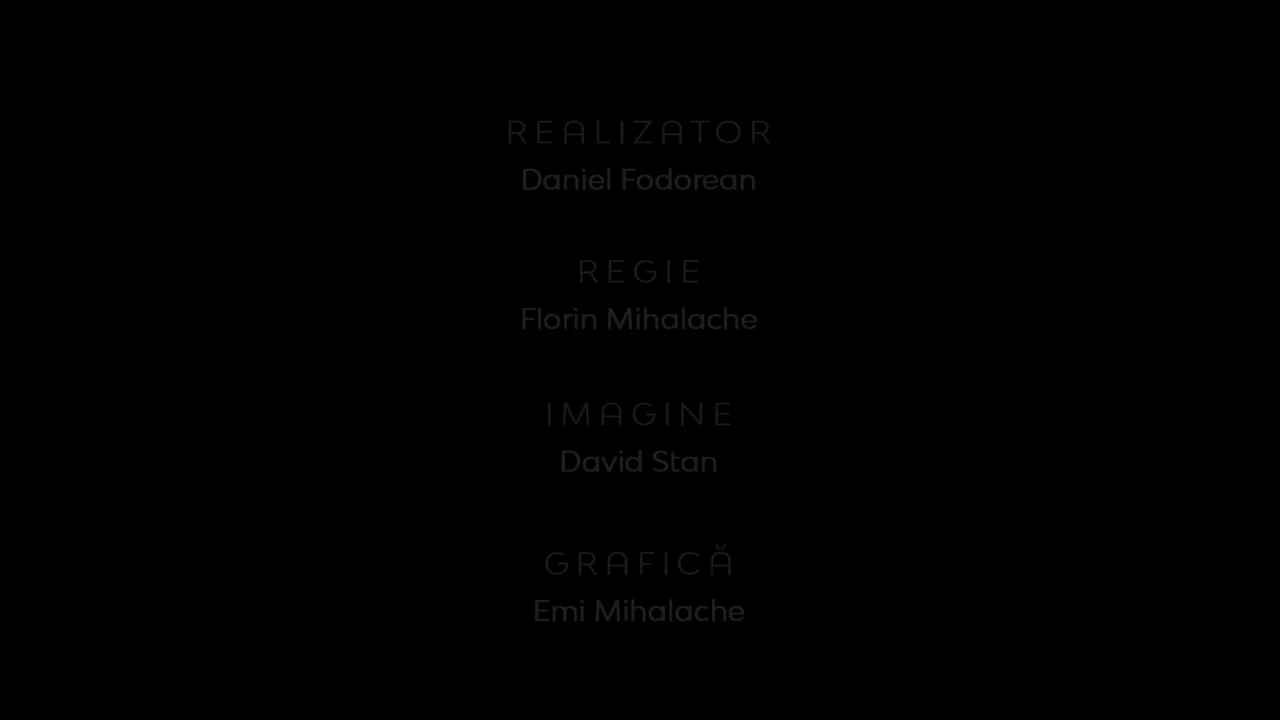 REALIZATOR
Daniel Fodorean
REGIE
Florin Mihalache
IMAGINE
David Stan
GRAFICĂ
Emi Mihalache